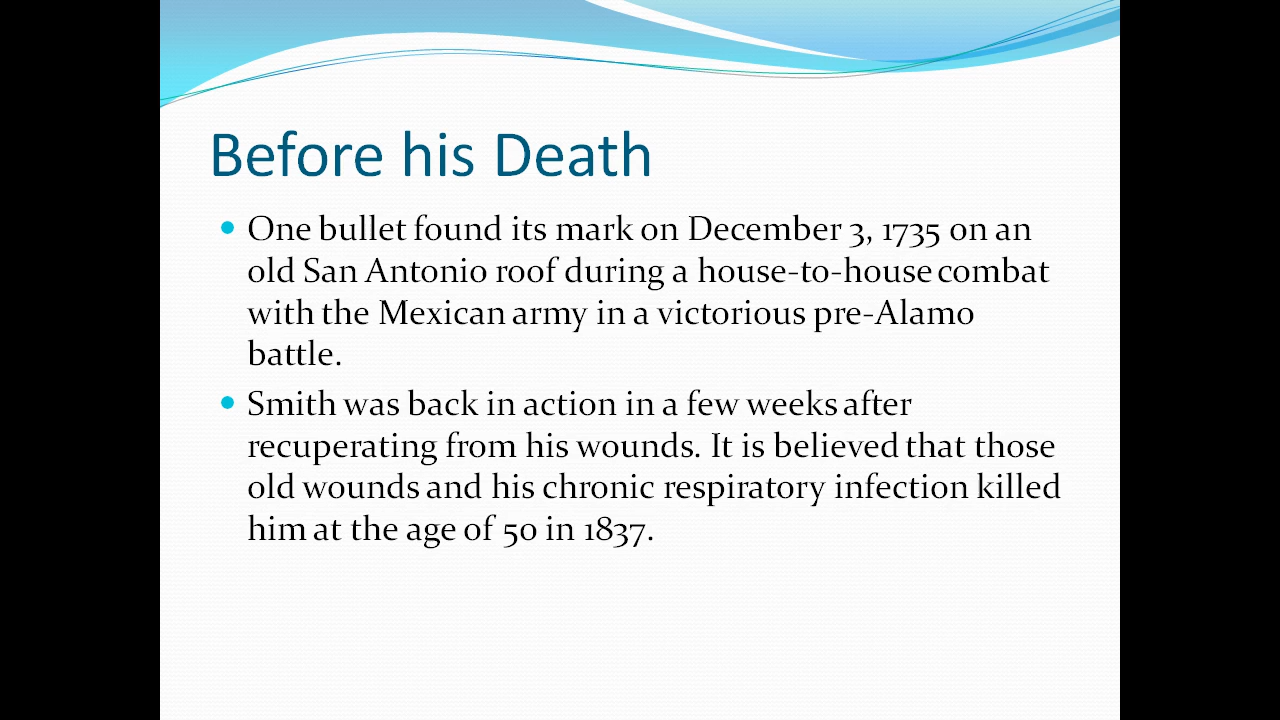 Before his Death
One bullet found its mark on December 3, 1735 on an
old San Antonio roof during a house-to-house combat
with the Mexican army in a victorious pre-Alamo
battle.
Smith was back in action in a few weeks after
recuperating from his wounds. It is believed that those
old wounds and his chronic respiratory infection killed
him at the age of 50 in 1837.